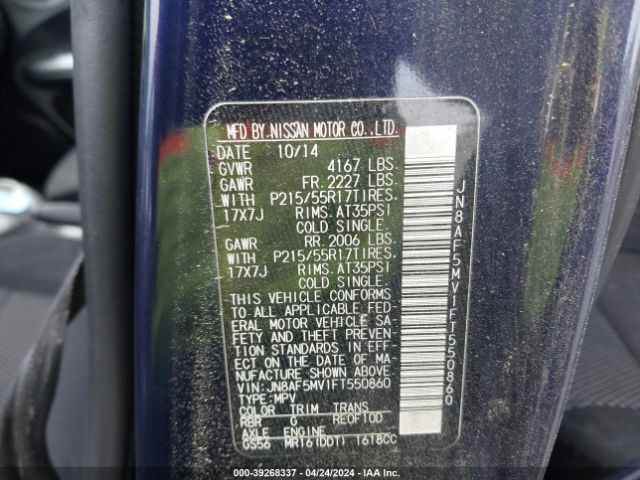 MFD BY NISSAN MOTOR CO.,LTD.
DATE 10/14
GVWR 4167 LBS.
GAWR FR. 2227 LBS.
WITH P215/55R17TIRES.
17X7J RIMS. AT35PSI
COLD SINGLE.
GAWR RR. 2006 LBS.
WITH P215/55R17TIRES.
17X7J RIMS. AT35PSI
COLD SINGLE.
THIS VEHICLE CONFORMS
TO ALL APPLICABLE FED
ERAL MOTOR VEHICLE SA
FETY AND THEFT PREVEN
TION STANDARDS IN EFF
ECT ON THE DATE OF MA-
NUFACTURE SHOWN ABOVE.
VIN:JN8AF5MV1FT550860
TYPE:MPV
COLOR TRIM TRANS
RBR G RE0F10D
AXLE ENGINE
GS56 MR16(DDT) 1618CC
JN8AF5MV1FT550860
00-39268337 - 04/24/2024 - IAA Inc.